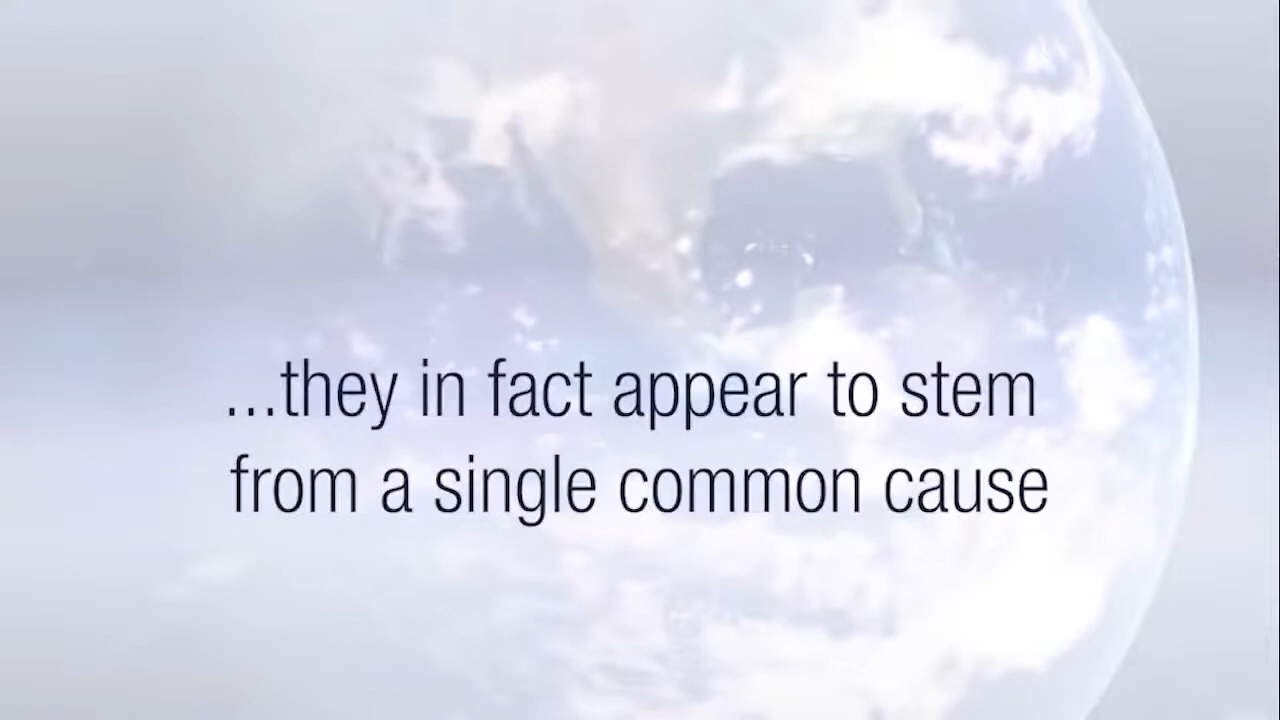 ...they in fact appear to stem
from a single common cause